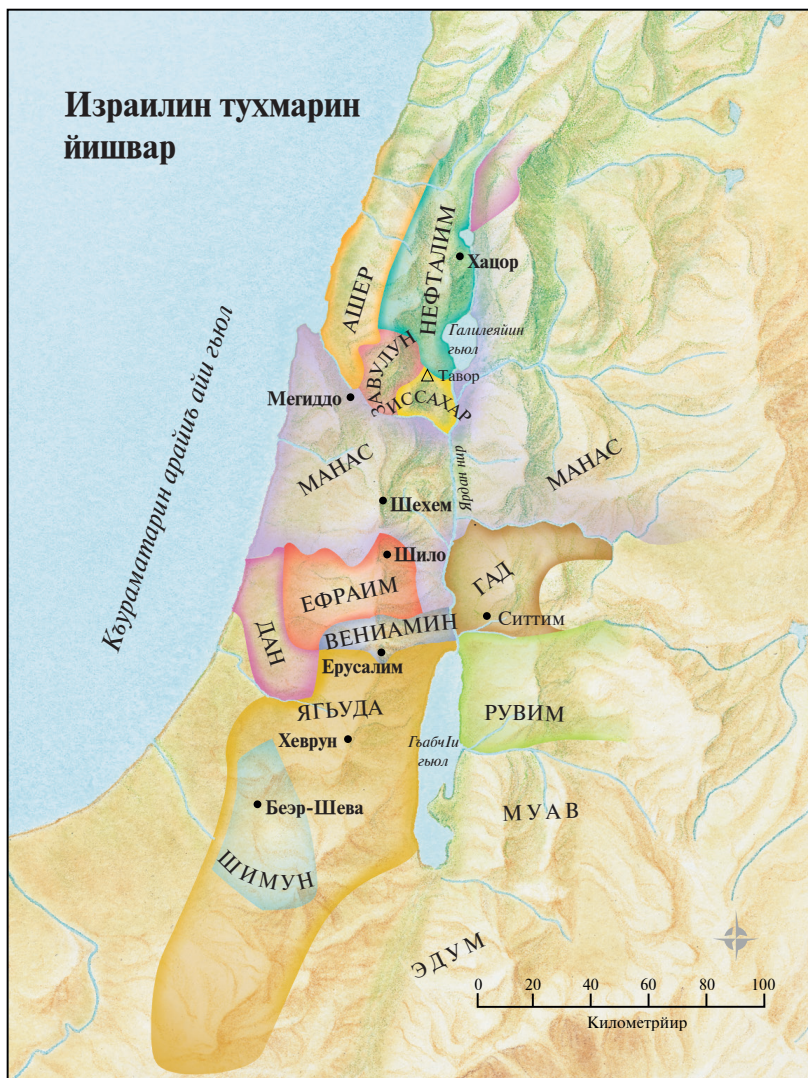 Израилин тухмарин
йишвар
Хацор
НЕФТАЛИМ
АШЕР
Галилеяйин
гьюл
ЗАВУЛУН
Тавор
ИССАХАР
Мегиддо
Къураматарин арайиъ айи гьюл
МАНАС
МАНАС
Ярдан нир
Шехем
Шило
ЕФРАИМ
ГАД
Ситтим
ДАН
ВЕНИАМИН
Ерусалим
ЯГЬУДА
РУВИМ
Хеврун
ГьабчӀи
гьюл
Беэр-Шева
МУАВ
ШИМУН
ЭДУМ
0 20 40 60 80 100
Километрйир